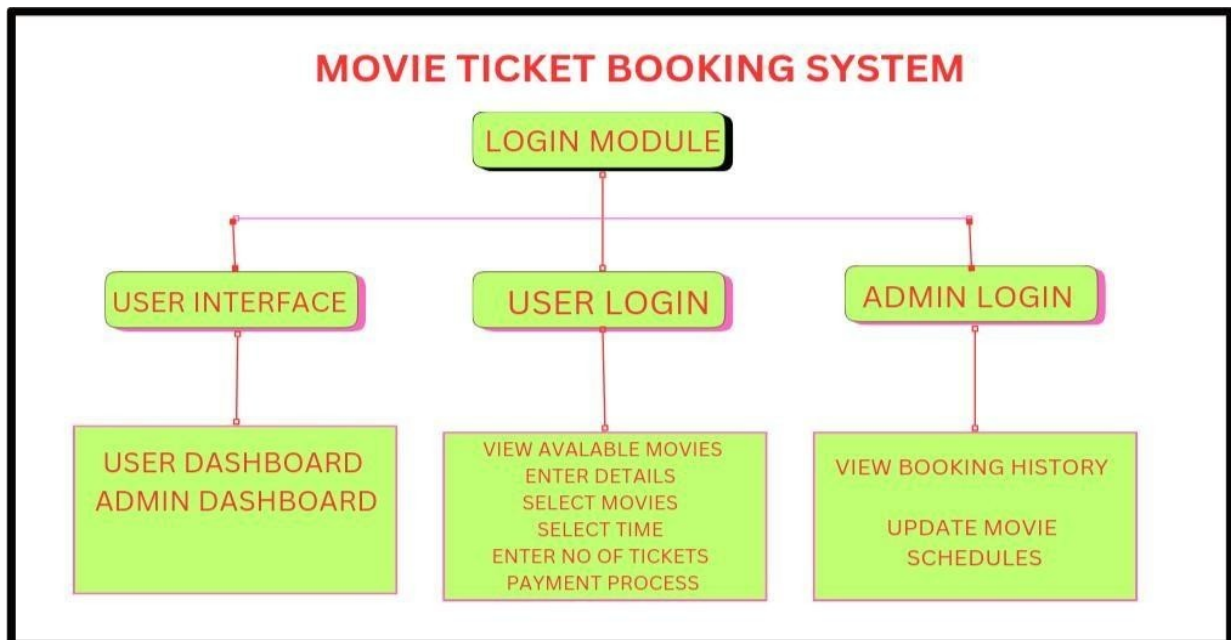 MOVIE TICKET BOOKING SYSTEM
LOGIN MODULE
USER INTERFACE
USER LOGIN
ADMIN LOGIN
USER DASHBOARD
ADMIN DASHBOARD
VIEW AVALABLE MOVIES
ENTER DETAILS
SELECT MOVIES
SELECT TIME
ENTER NO OF TICKETS
PAYMENT PROCESS
VIEW BOOKING HISTORY
UPDATE MOVIE
SCHEDULES